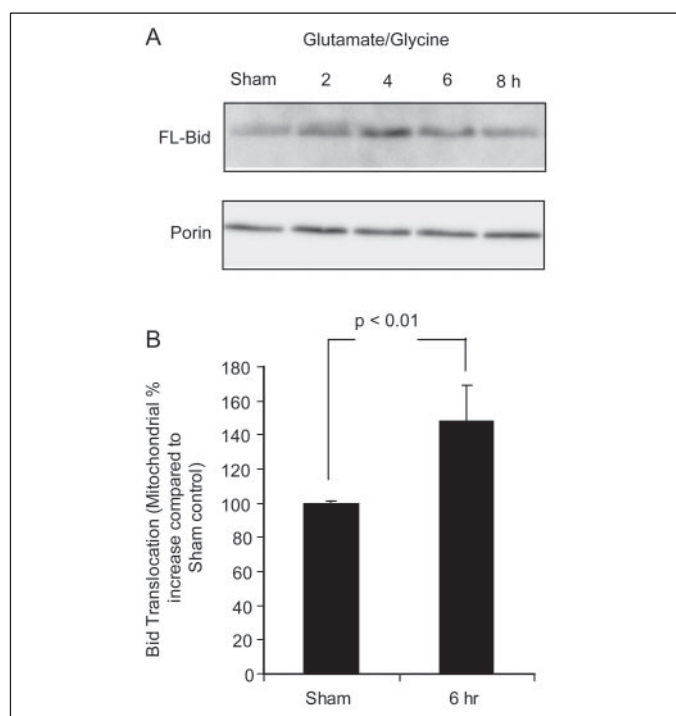 A
Glutamate/Glycine
Sham 2 4 6 8 h
FL-Bid
Porin
B
p < 0.01
Bid Translocation (Mitochondrial %
increase compared to
Sham control)
180
160
140
120
100
80
60
40
20
0
Sham 6 hr